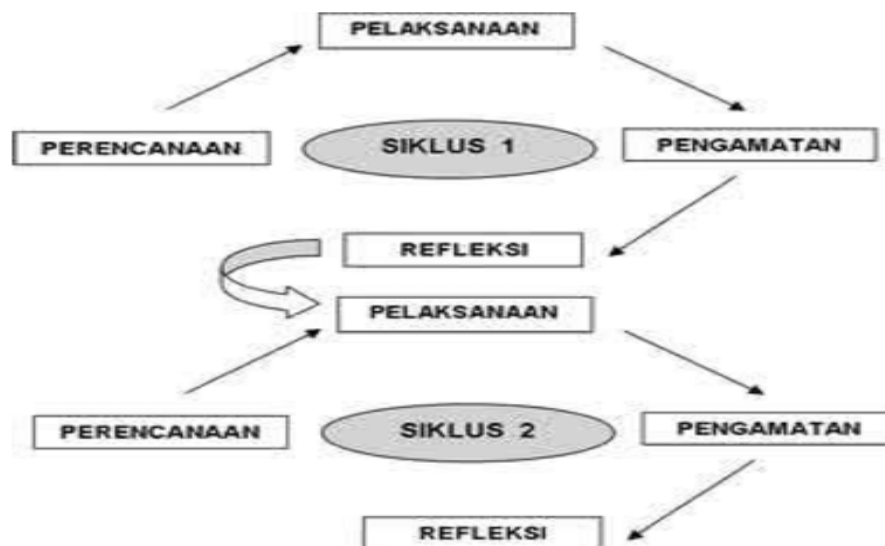 PELAKSANAAN
PERENCANAAN
SIKLUS 1
PENGAMATAN
REFLEKSI
PELAKSANAAN
PERENCANAAN
SIKLUS 2
PENGAMATAN
REFLEKSI